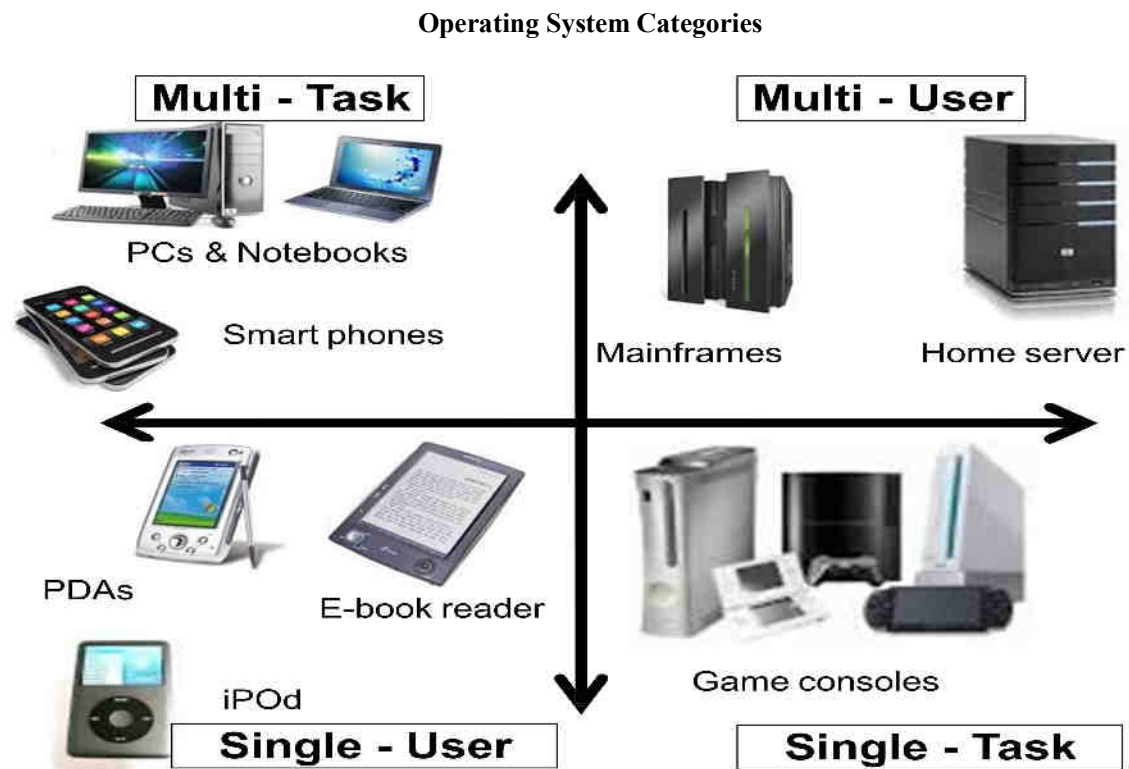 Operating System Categories
Multi - Task
Multi - User
PCs & Notebooks
Smart phones
Mainframes
Home server
PDAs
E-book reader
Game consoles
iPOd
Single - User
Single - Task